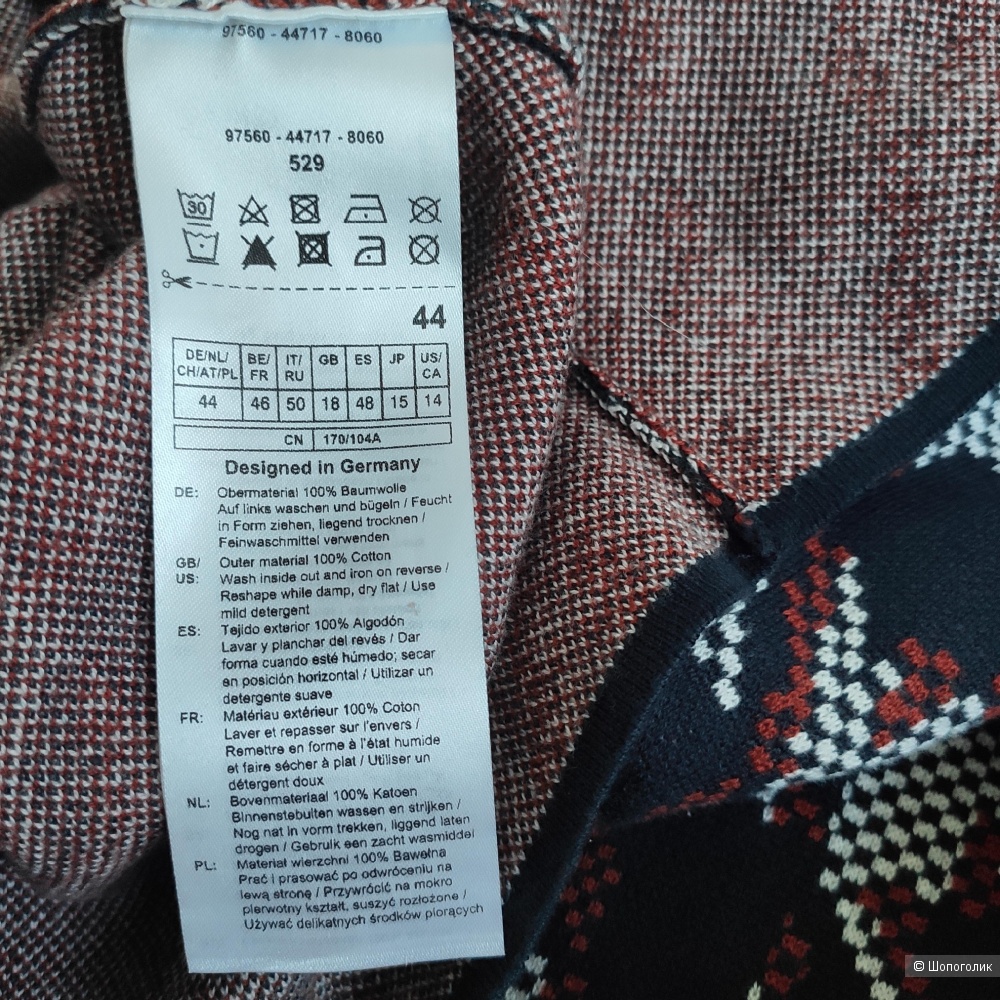 97560 - 44717 - 8060
97560 - 44717 - 8060
529
30
44
DE/NL/ CH/AT/PL BE/ FR IT/ RU GB ES JP US/ CA
44 46 50 18 48 15 14
CN 170/104A
Designed in Germany
DE: Obermaterial 100% Baumwolle
Auf links waschen und bügeln / Feucht
in Form ziehen, liegend trocknen /
Feinwaschmittel verwenden
GB/ Outer material 100% Cotton
US: Wash inside out and iron on reverse /
Reshape while damp, dry flat / Use
mild detergent
ES: Tejido exterior 100% Algodón
Lavar y planchar del revés / Dar
forma cuando esté húmedo; secar
en posición horizontal / Utilizar un
detergente suave
FR: Matériau extérieur 100% Coton
Laver et repasser sur l'envers /
Remettre en forme à l'état humide
et faire sécher à plat / Utiliser un
détergent doux
NL: Bovenmateriaal 100% Katoen
Binnenstebuiten wassen en strijken /
Nog nat in vorm trekken, liggend laten
drogen / Gebruik een zacht wasmiddel
PL: Materiał wierzchni 100% Bawełna
Prać i prasować po odwróceniu na
lewą stronę / Przywrócić na mokro
pierwotny kształt, suszyć rozłożone /
Używać delikatnych środków piorących
© Шопоголик